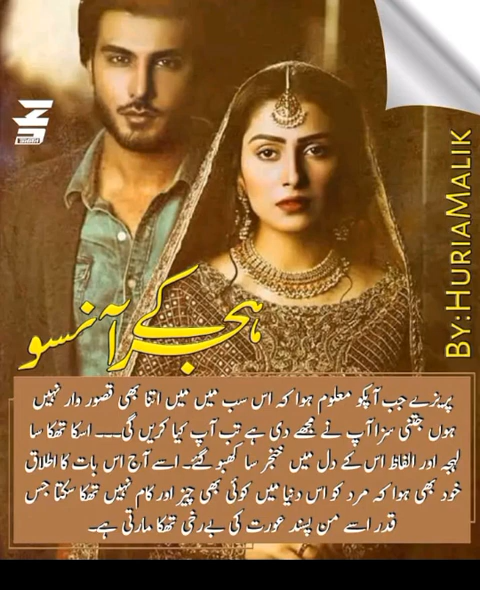 ہجر کے آنسو
By:HuriaMalik
پریزے جب آپکو معلوم ہوا کہ اس سب میں میں اتنا بھی قصور دار نہیں
ہوں جتنی سزا آپ نے مجھے دی ہے تب آپ کیا کریں گی۔۔۔ اسکا تھکا سا
لہجہ اور الفاظ اس کے دل میں خنجر سا کھبو گئے۔ اسے آج اس بات کا اطلاق
خود بھی ہوا کہ مرد کو اس دنیا میں کوئی بھی چیز اور کام نہیں تھکا سکتا جس
قدر اسے من پسند عورت کی بے رخی تھکا مارتی ہے۔